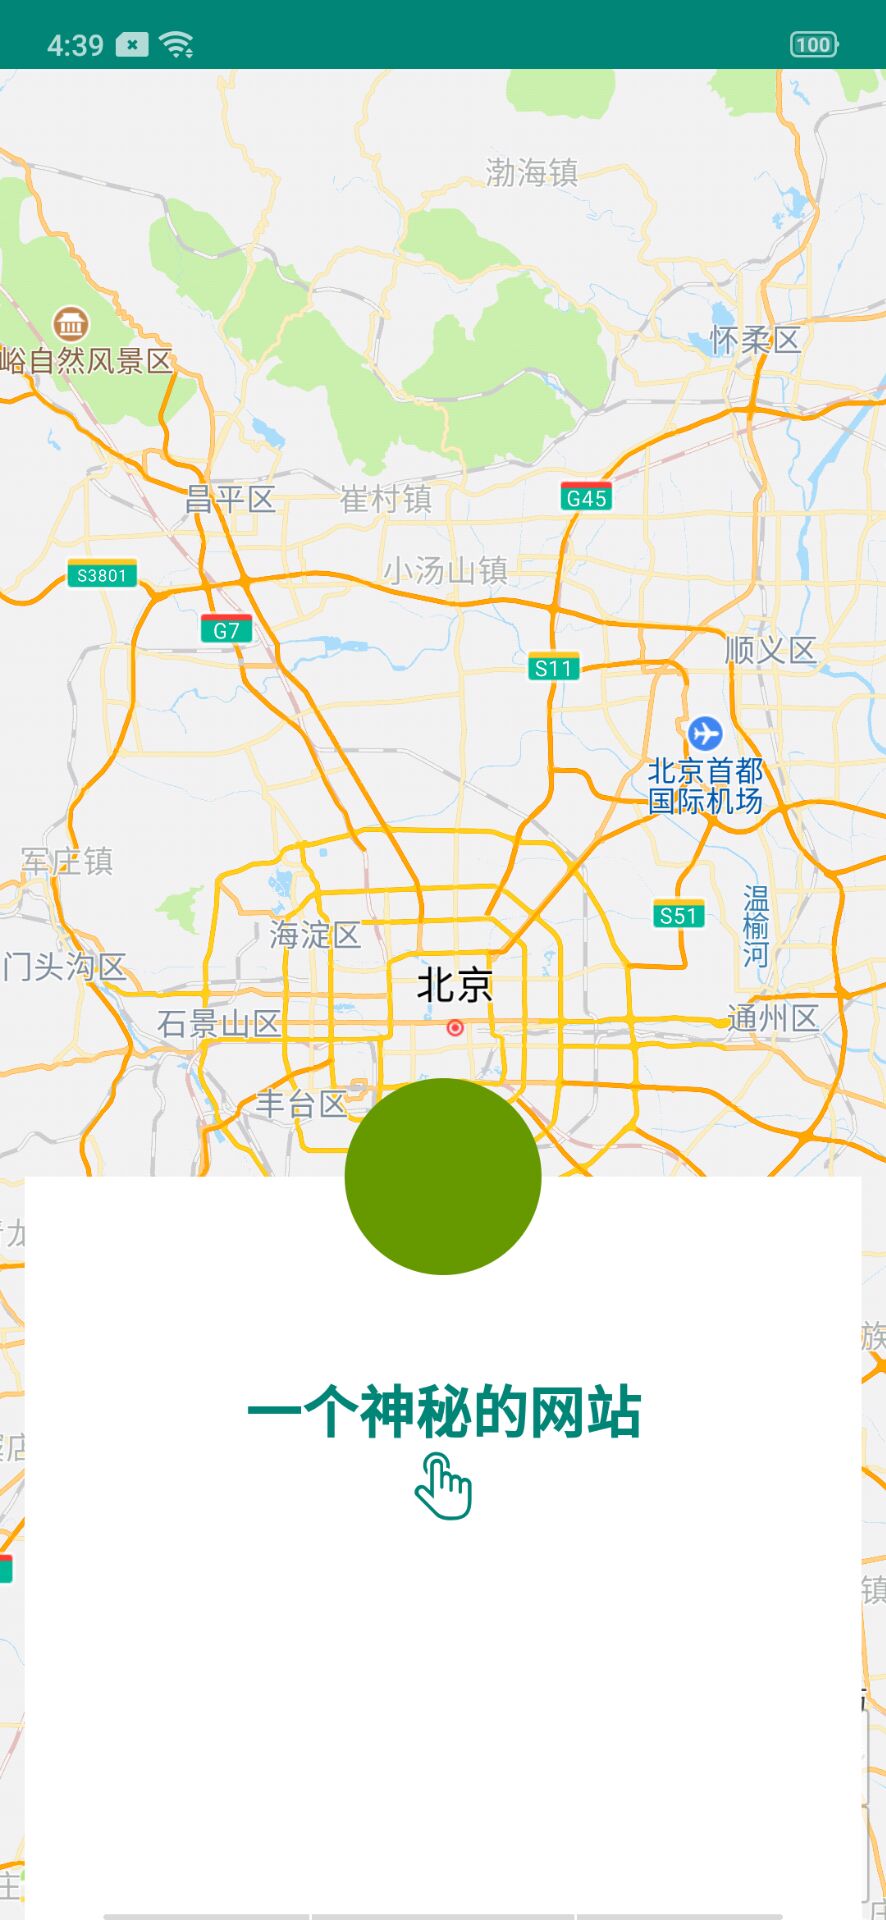 4:39
100
渤海镇
怀柔区
峪自然风景区
昌平区
崔村镇
G45
小汤山镇
S3801
G7
顺义区
S11
北京首都
国际机场
军庄镇
温榆河
S51
海淀区
门头沟区
北京
石景山区
通州区
丰台区
族
一个神秘的网站
镇
庄